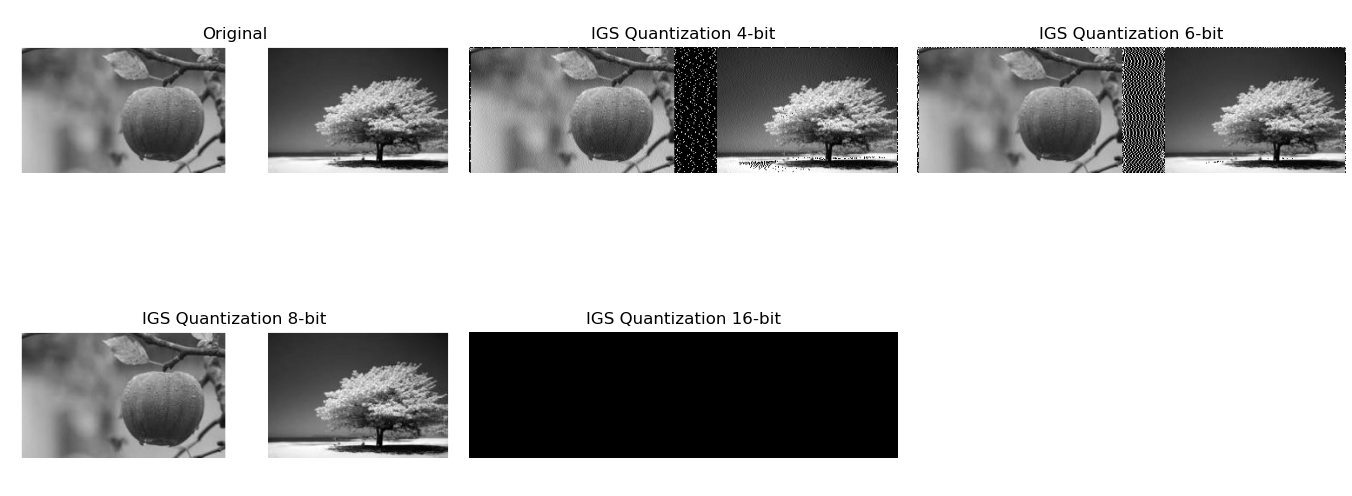 Original
IGS Quantization 4-bit
IGS Quantization 6-bit
IGS Quantization 8-bit
IGS Quantization 16-bit